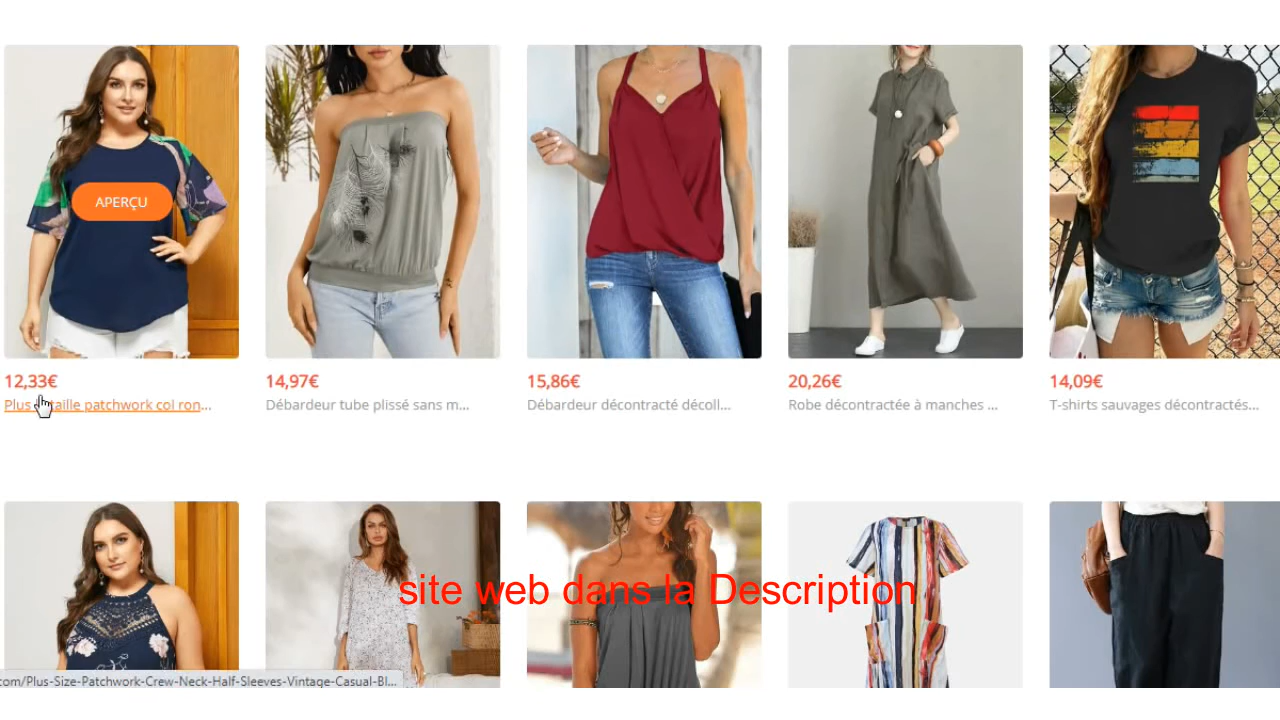 APERÇU
12,33€
14,97€
15,86€
20,26€
14,09€
Plus taille patchwork col ron...
Débardeur tube plissé sans m...
Débardeur décontracté décoll...
Robe décontractée à manches ...
T-shirts sauvages décontractés...
site web dans la Description
com/Plus-Size-Patchwork-Crew-Neck-Half-Sleeves-Vintage-Casual-Bl...